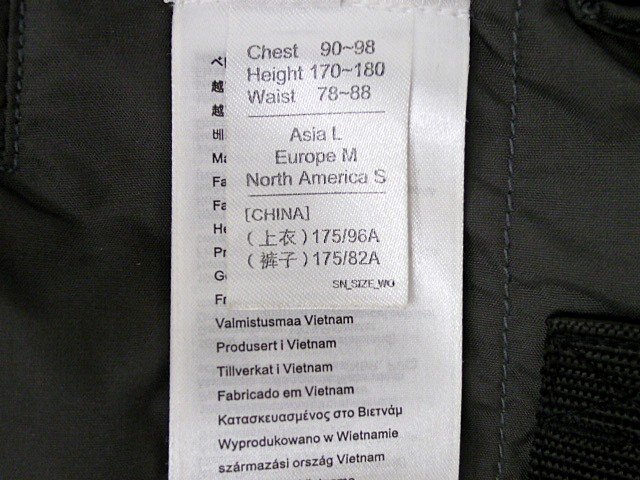 Chest 90~98
Height 170~180
Waist 78~88
Asia L
Europe M
North America S
[CHINA]
(上衣) 175/96A
(裤子) 175/82A
SN_SIZE_WO
ベ
越
越
베
Ma
Fa
Fa
He
Pr
Ge
Fr
Valmistusmaa Vietnam
Produsert i Vietnam
Tillverkat i Vietnam
Fabricado em Vietnam
Κατασκευασμένος στο Βιετνάμ
Wyprodukowano w Wietnamie
származási ország Vietnam